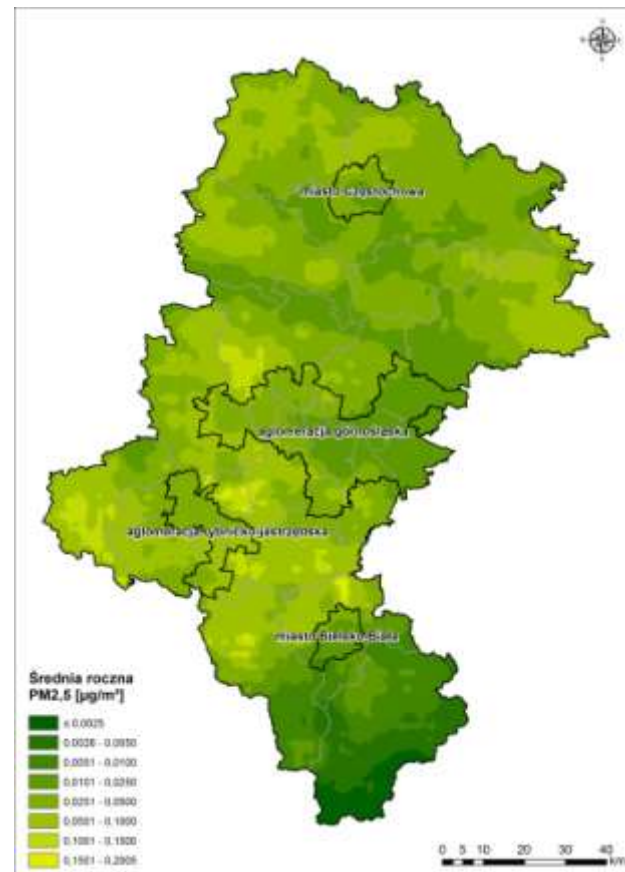 miasto Częstochowa
aglomeracja górnośląska
aglomeracja rybnicko-jastrzębska
miasto Bielsko-Biała
Średnia roczna
PM2,5 [µg/m³]
≤ 0.0025
0.0026 - 0.0050
0.0051 - 0.0100
0.0101 - 0.0250
0.0251 - 0.0500
0.0501 - 0.1000
0.1001 - 0.1500
0.1501 - 0.2005
0 5 10 20 30 40
km